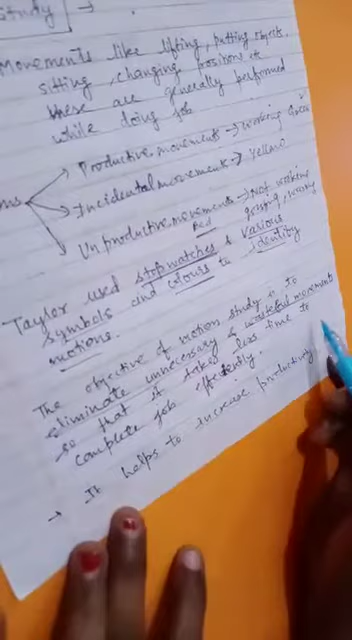 Study] →
Movements like lifting, putting objects,
sitting, changing positions etc
these are generally performed
while doing job
Productive movements → working Green
Incidental movements → Yellow
Unproductive movements → Not working
Red
Taylor used stopwatches & various
symbols and colours to identity
motions.
The objective of motion study is to
eliminate unnecessary & wasteful movements
so that it takes less time to
complete job efficiently.
→ It helps to increase productivity